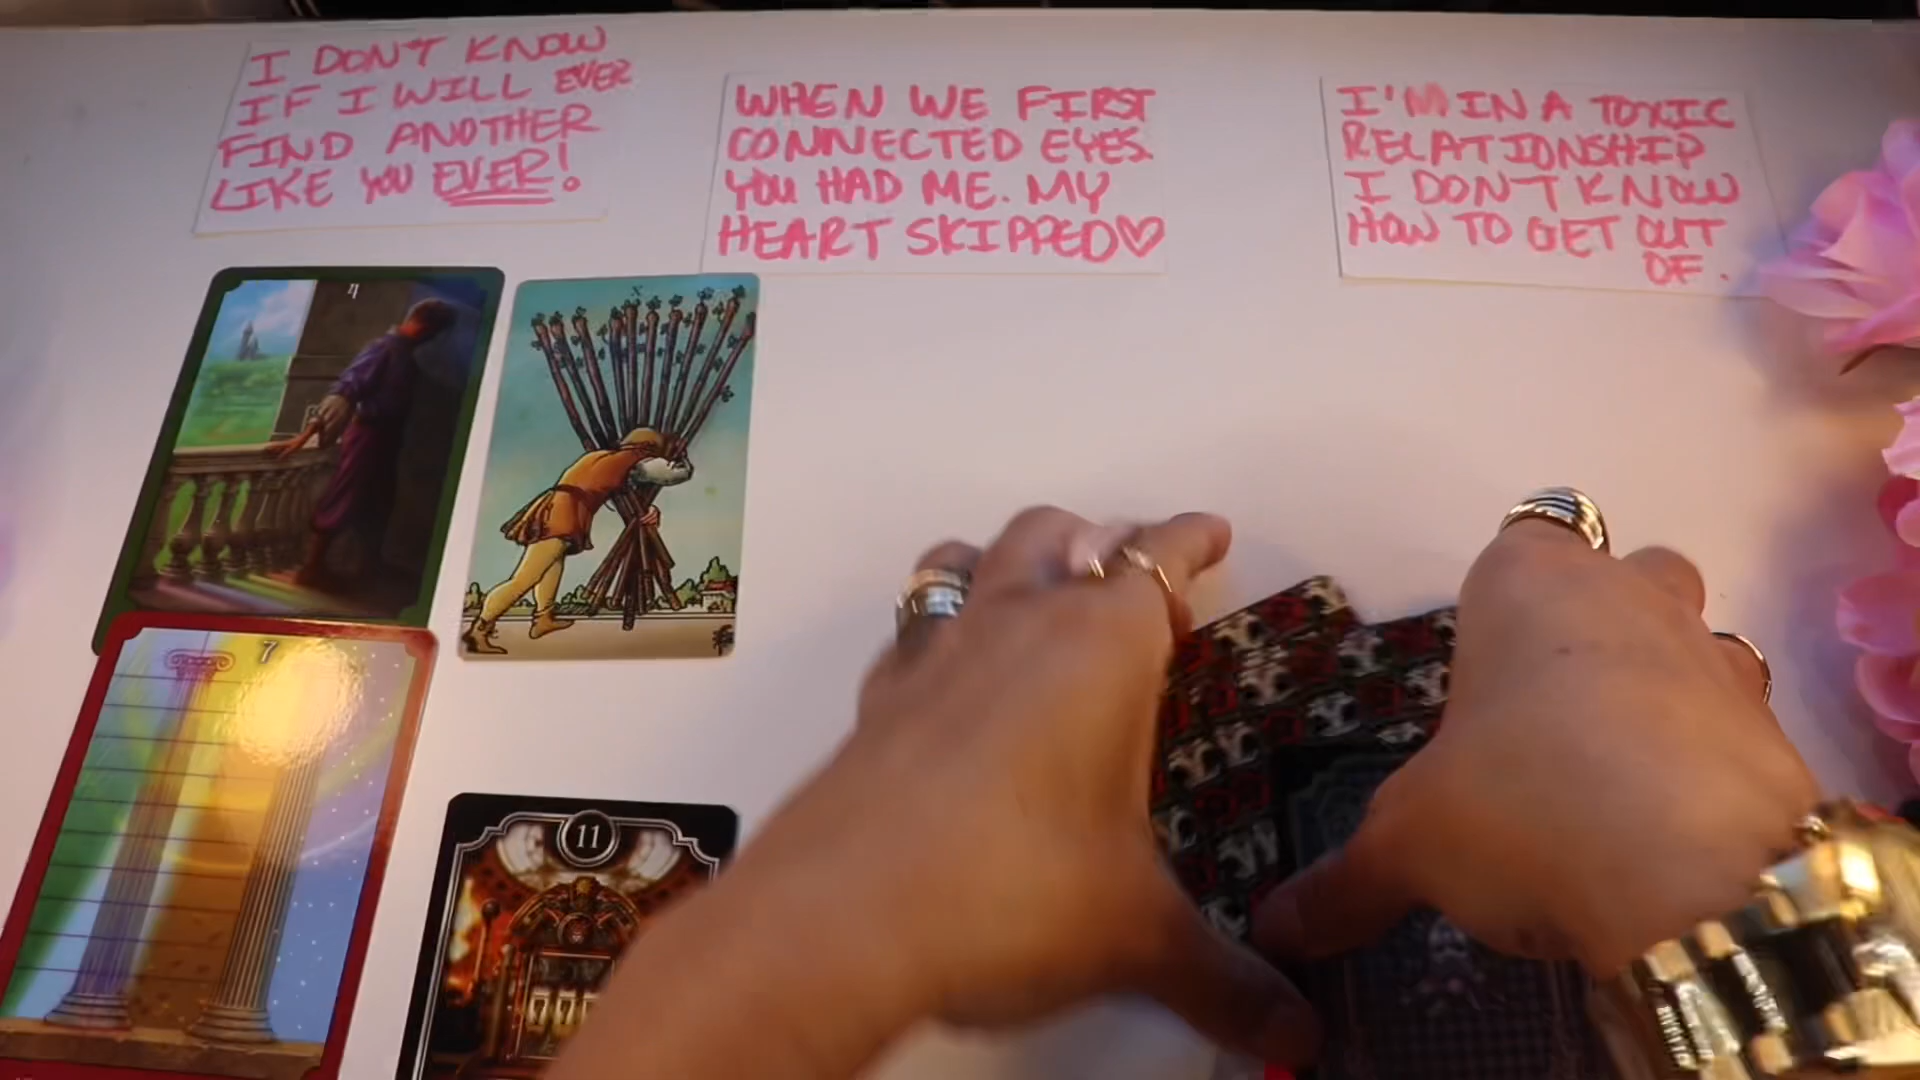 I DON'T KNOW
IF I WILL EVER
FIND ANOTHER
LIKE YOU EVER!
WHEN WE FIRST
CONNECTED EYES.
YOU HAD ME. MY
HEART SKIPPED♡
I'M IN A TOXIC
RELATIONSHIP
I DON'T KNOW
HOW TO GET OUT
OF.
4
X
7
11